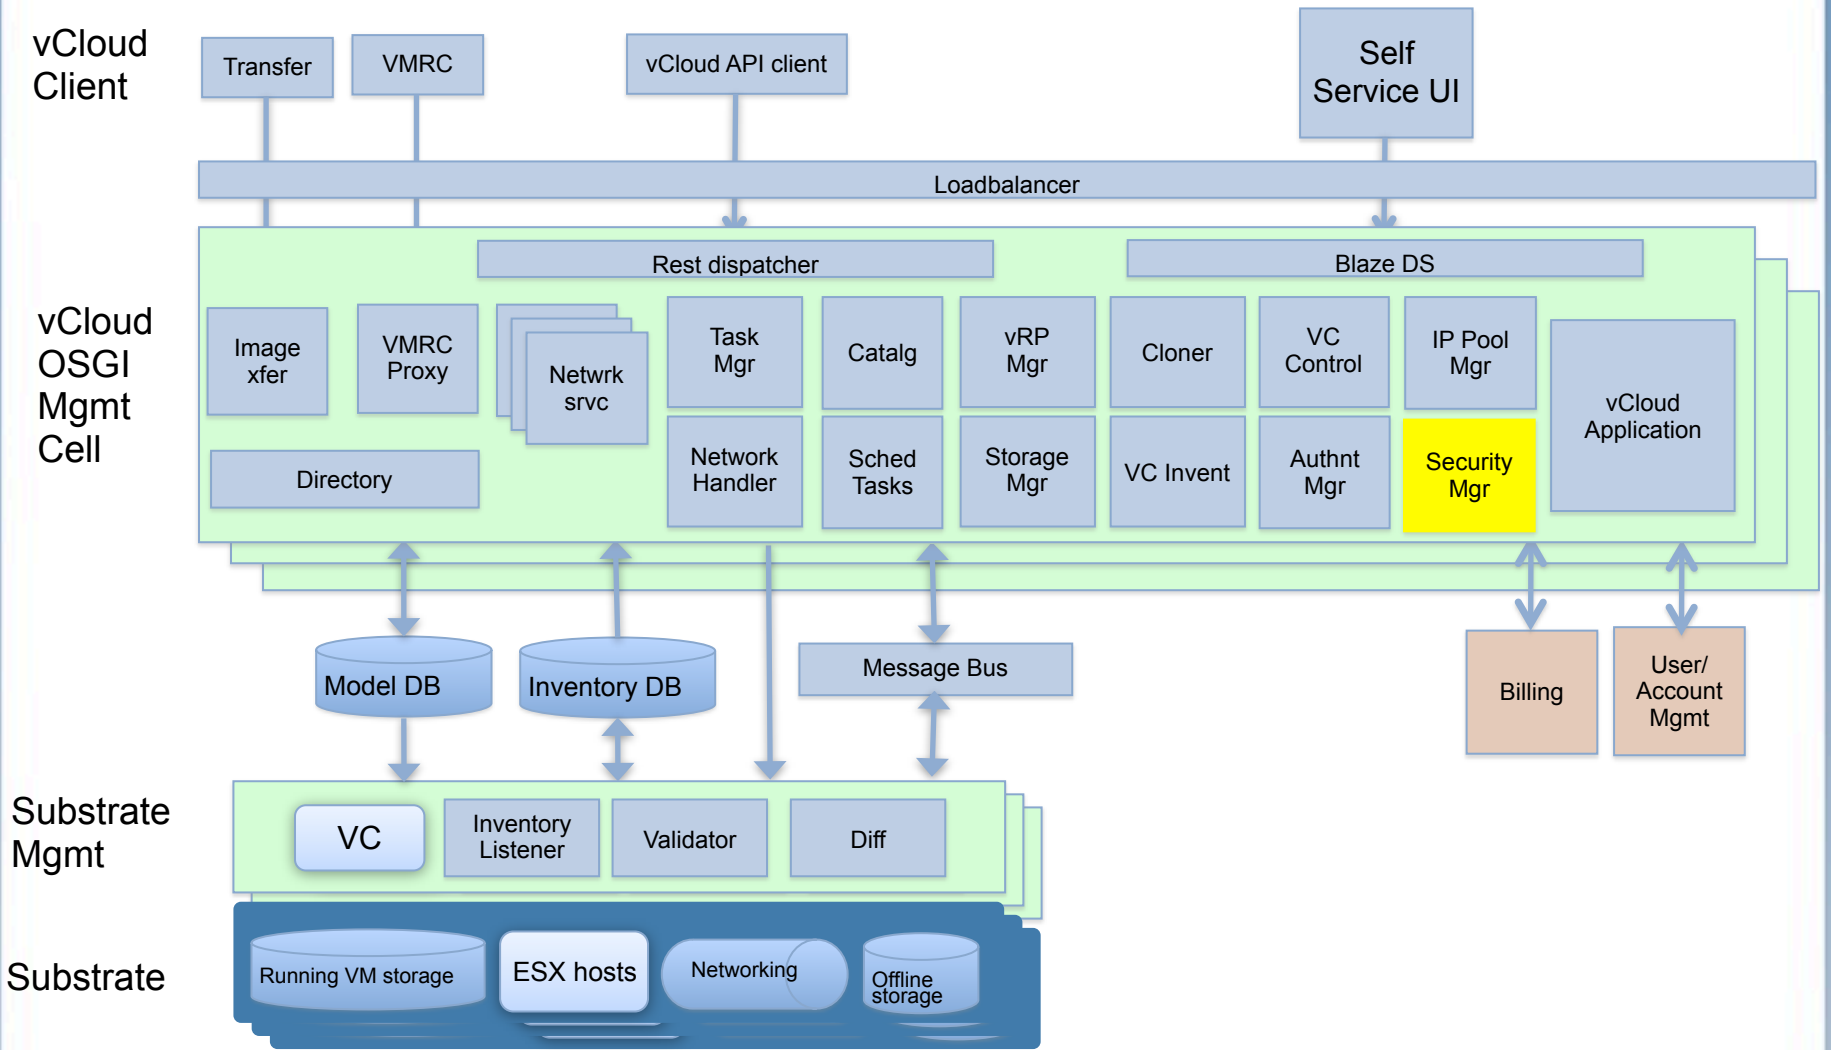 vCloud
Client
Transfer
VMRC
vCloud API client
Self
Service UI
Loadbalancer
Rest dispatcher
Blaze DS
vCloud
OSGI
Mgmt
Cell
Image
xfer
VMRC
Proxy
Netwrk
srvc
Task
Mgr
Catalg
vRP
Mgr
Cloner
VC
Control
IP Pool
Mgr
vCloud
Application
Directory
Network
Handler
Sched
Tasks
Storage
Mgr
VC Invent
Authnt
Mgr
Security
Mgr
Model DB
Inventory DB
Message Bus
Billing
User/
Account
Mgmt
Substrate
Mgmt
VC
Inventory
Listener
Validator
Diff
Substrate
Running VM storage
ESX hosts
Networking
Offline
storage